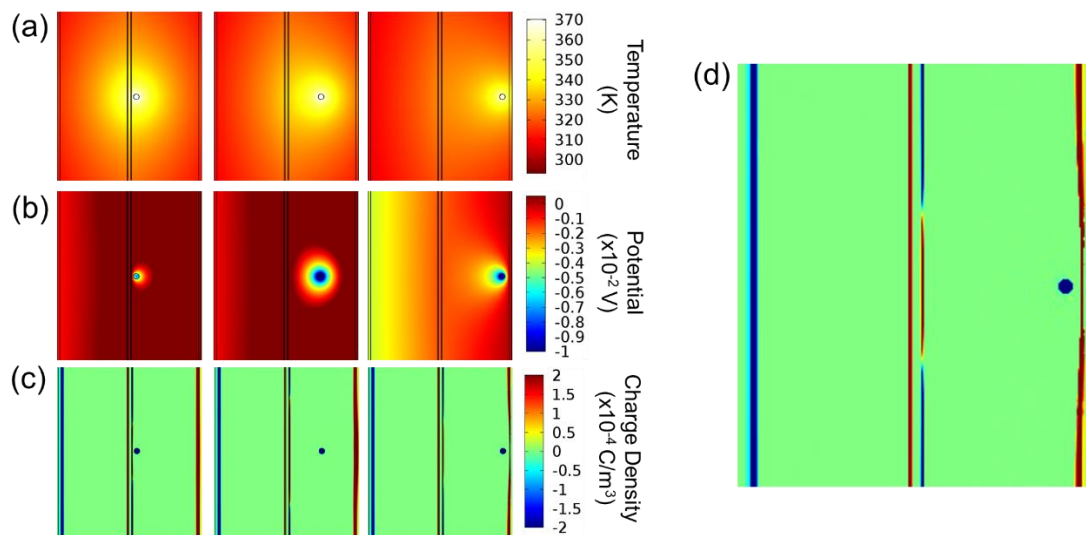 (a)
370
360
350
340
330
320
310
300
Temperature
(K)
(b)
0
-0.1
-0.2
-0.3
-0.4
-0.5
-0.6
-0.7
-0.8
-0.9
-1
Potential
(x10-2 V)
(c)
2
1.5
1
0.5
0
-0.5
-1
-1.5
-2
Charge Density
(x10-4 C/m3)
(d)